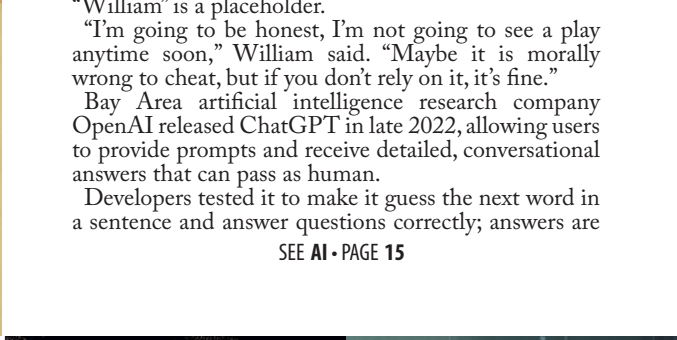 “William” is a placeholder.
“I’m going to be honest, I’m not going to see a play
anytime soon,” William said. “Maybe it is morally
wrong to cheat, but if you don’t rely on it, it’s fine.”
Bay Area artificial intelligence research company
OpenAI released ChatGPT in late 2022, allowing users
to provide prompts and receive detailed, conversational
answers that can pass as human.
Developers tested it to make it guess the next word in
a sentence and answer questions correctly; answers are
SEE AI • PAGE 15